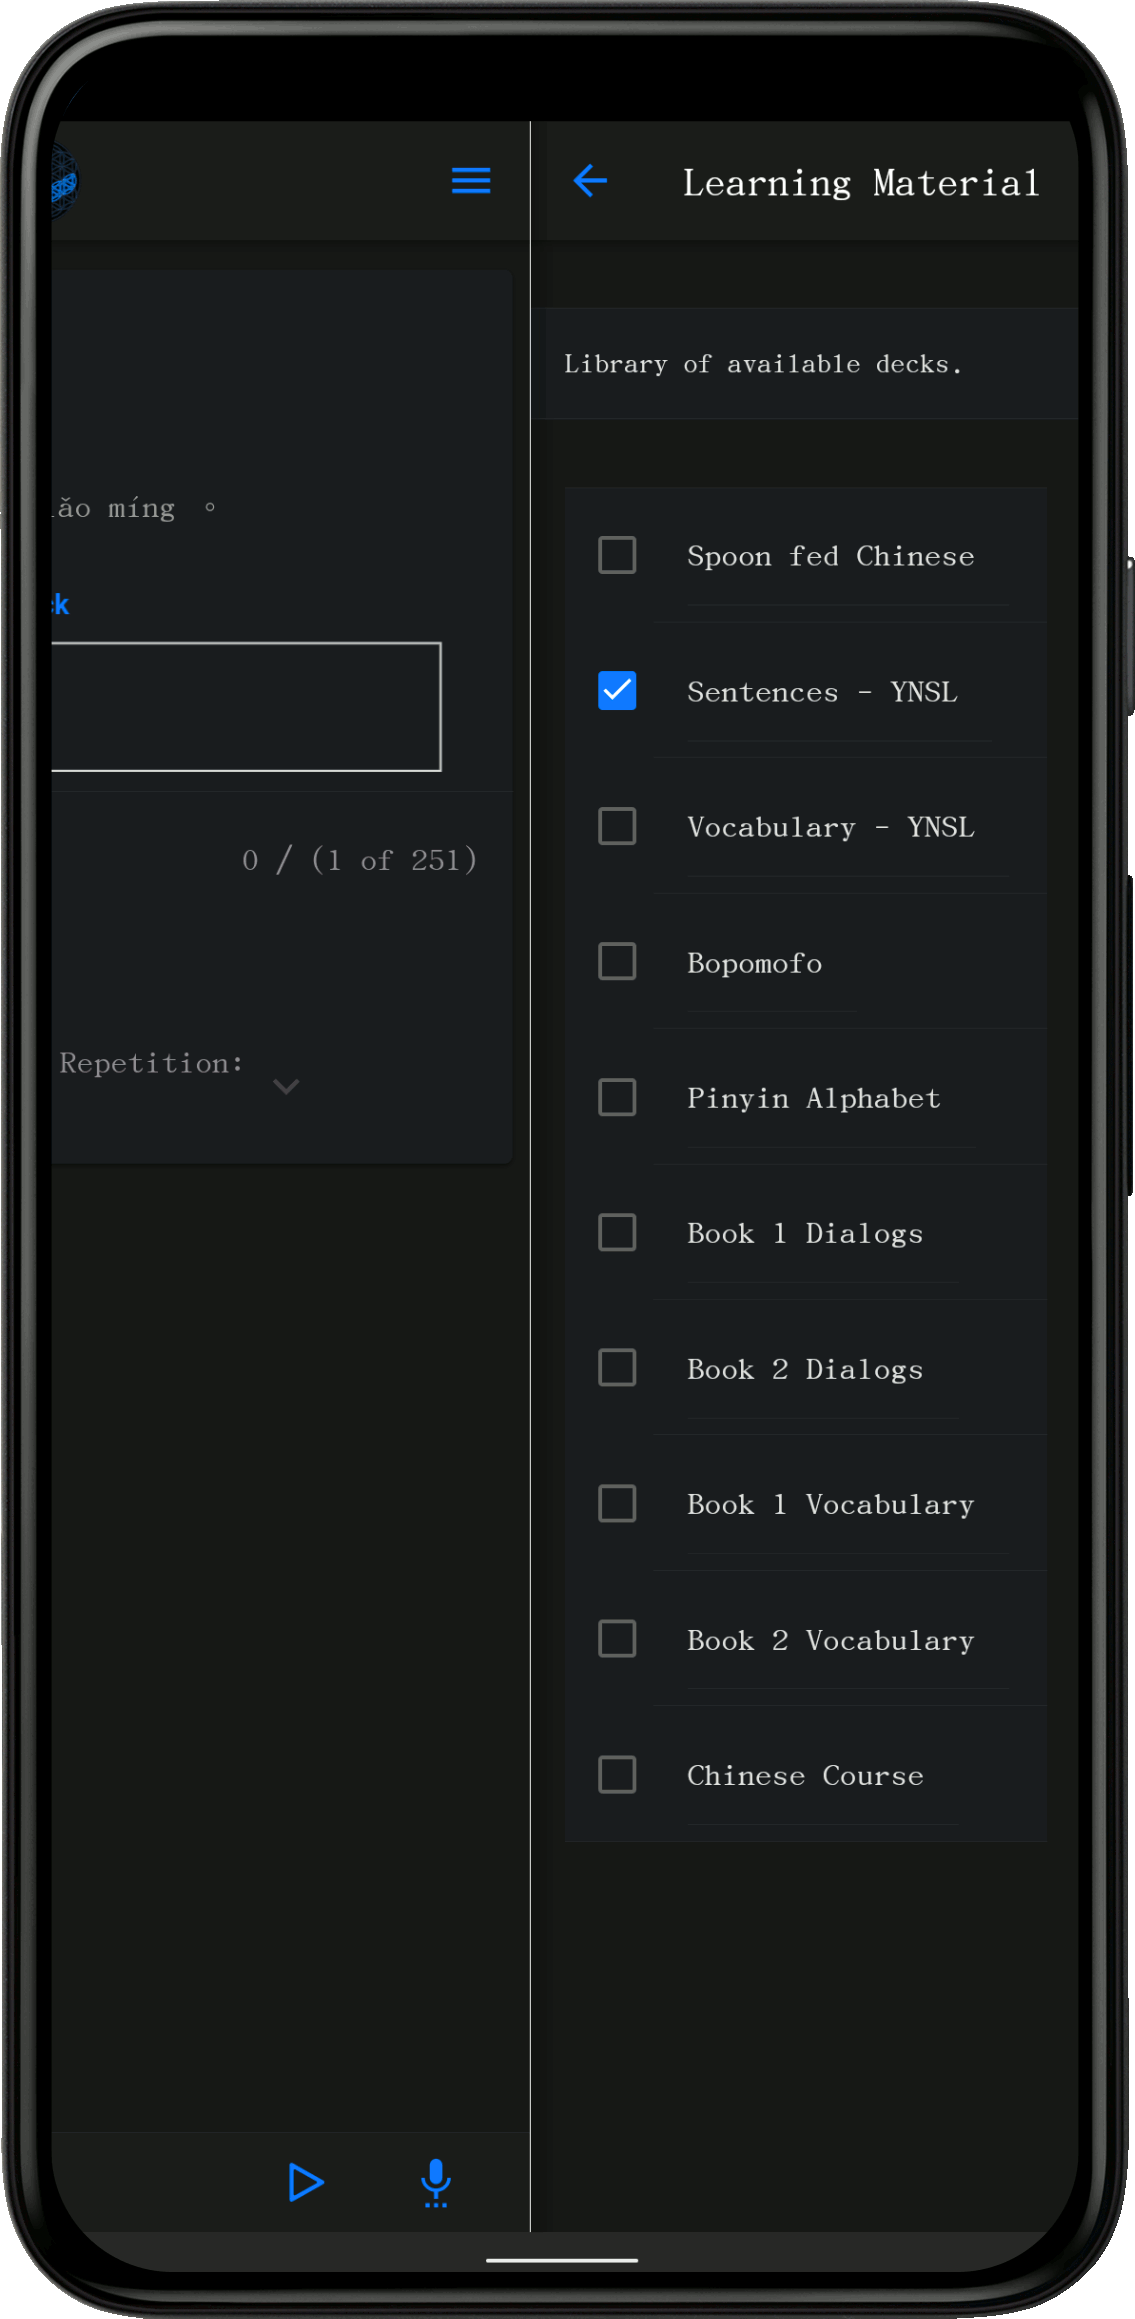 Learning Material
Library of available decks.
Spoon fed Chinese
Sentences - YNSL
Vocabulary - YNSL
Bopomofo
Pinyin Alphabet
Book 1 Dialogs
Book 2 Dialogs
Book 1 Vocabulary
Book 2 Vocabulary
Chinese Course
míng 。
0 / (1 of 251)
Repetition: